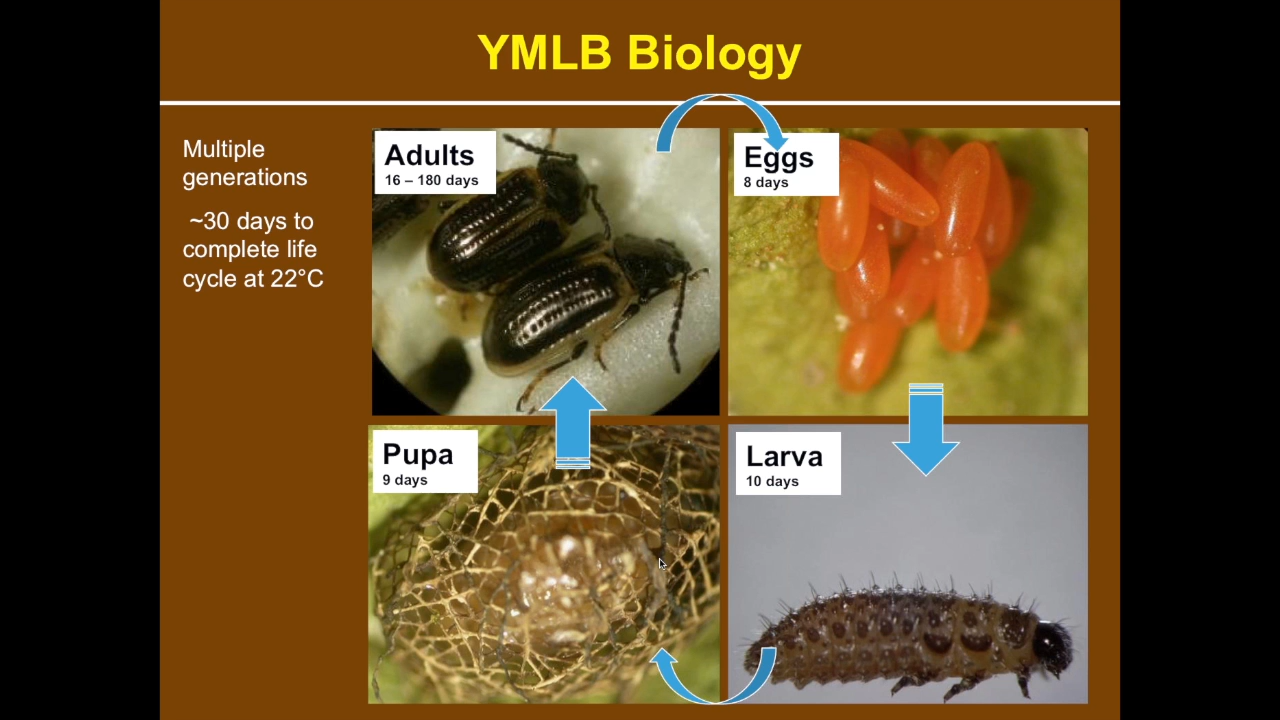 YMLB Biology
Multiple
generations
~30 days to
complete life
cycle at 22°C
Adults
16 – 180 days
Eggs
8 days
Pupa
9 days
Larva
10 days